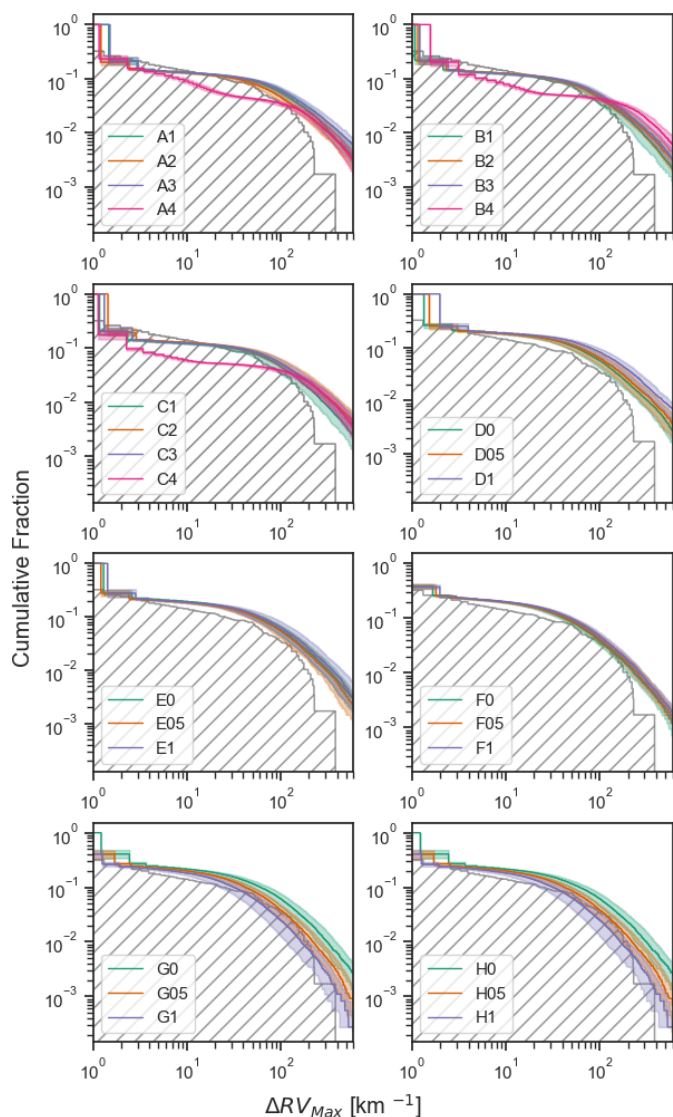 10⁰
10⁻¹
10⁻²
10⁻³
A1
A2
A3
A4
10⁰ 10¹ 10²
10⁰
10⁻¹
10⁻²
10⁻³
B1
B2
B3
B4
10⁰ 10¹ 10²
10⁰
10⁻¹
10⁻²
10⁻³
C1
C2
C3
C4
10⁰ 10¹ 10²
10⁰
10⁻¹
10⁻²
10⁻³
D0
D05
D1
10⁰ 10¹ 10²
Cumulative Fraction
10⁰
10⁻¹
10⁻²
10⁻³
E0
E05
E1
10⁰ 10¹ 10²
10⁰
10⁻¹
10⁻²
10⁻³
F0
F05
F1
10⁰ 10¹ 10²
10⁰
10⁻¹
10⁻²
10⁻³
G0
G05
G1
10⁰ 10¹ 10²
10⁰
10⁻¹
10⁻²
10⁻³
H0
H05
H1
10⁰ 10¹ 10²
ΔRV_Max [km ⁻¹]